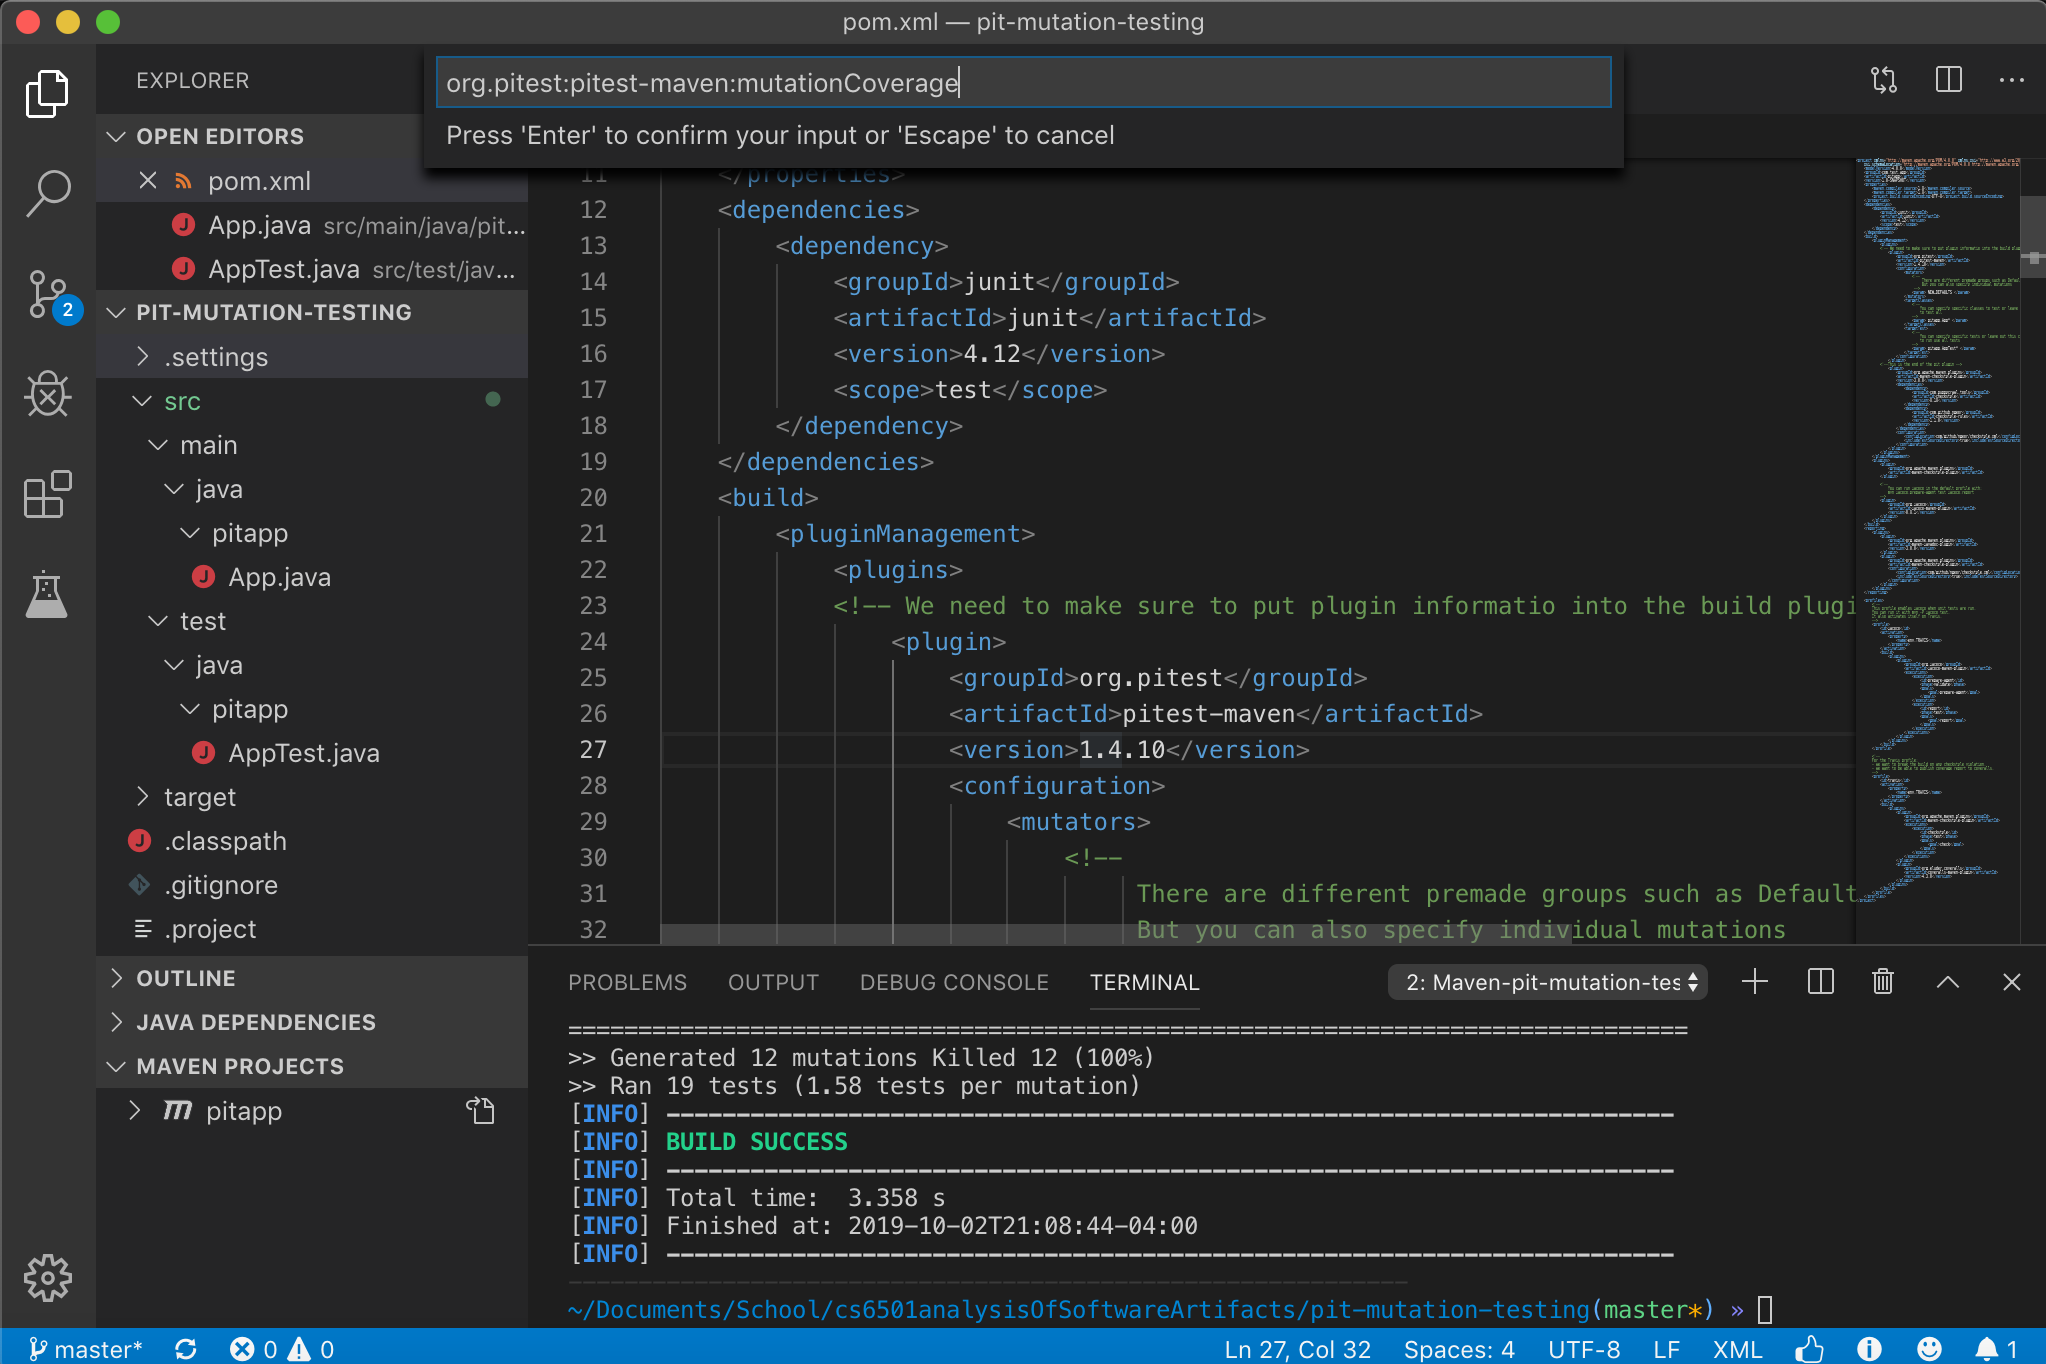 pom.xml — pit-mutation-testing
EXPLORER
OPEN EDITORS
pom.xml
App.java src/main/java/pit...
AppTest.java src/test/jav...
PIT-MUTATION-TESTING
.settings
src
main
java
pitapp
App.java
test
java
pitapp
AppTest.java
target
.classpath
.gitignore
.project
OUTLINE
JAVA DEPENDENCIES
MAVEN PROJECTS
pitapp
2
org.pitest:pitest-maven:mutationCoverage
Press 'Enter' to confirm your input or 'Escape' to cancel
11 </properties>
12 <dependencies>
13 <dependency>
14 <groupId>junit</groupId>
15 <artifactId>junit</artifactId>
16 <version>4.12</version>
17 <scope>test</scope>
18 </dependency>
19 </dependencies>
20 <build>
21 <pluginManagement>
22 <plugins>
23 <!-- We need to make sure to put plugin informatio into the build plugi
24 <plugin>
25 <groupId>org.pitest</groupId>
26 <artifactId>pitest-maven</artifactId>
27 <version>1.4.10</version>
28 <configuration>
29 <mutators>
30 <!--
31 There are different premade groups such as Default
32 But you can also specify individual mutations
PROBLEMS OUTPUT DEBUG CONSOLE TERMINAL 2: Maven-pit-mutation-tes
================================================================================
>> Generated 12 mutations Killed 12 (100%)
>> Ran 19 tests (1.58 tests per mutation)
[INFO] ------------------------------------------------------------------------
[INFO] BUILD SUCCESS
[INFO] ------------------------------------------------------------------------
[INFO] Total time:  3.358 s
[INFO] Finished at: 2019-10-02T21:08:44-04:00
[INFO] ------------------------------------------------------------------------
~/Documents/School/cs6501analysisOfSoftwareArtifacts/pit-mutation-testing(master*) »
master* 0 0 Ln 27, Col 32 Spaces: 4 UTF-8 LF XML 1